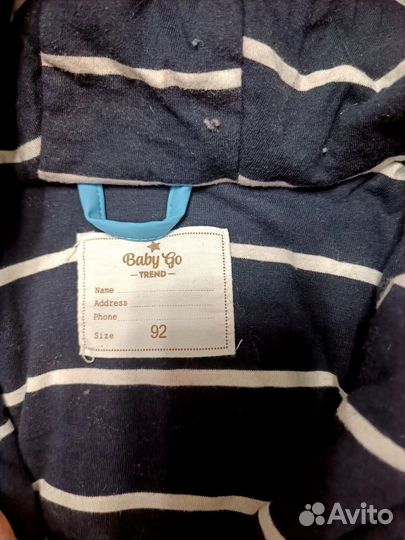 Baby Go
TREND
Name
Address
Phone
Size 92
Avito